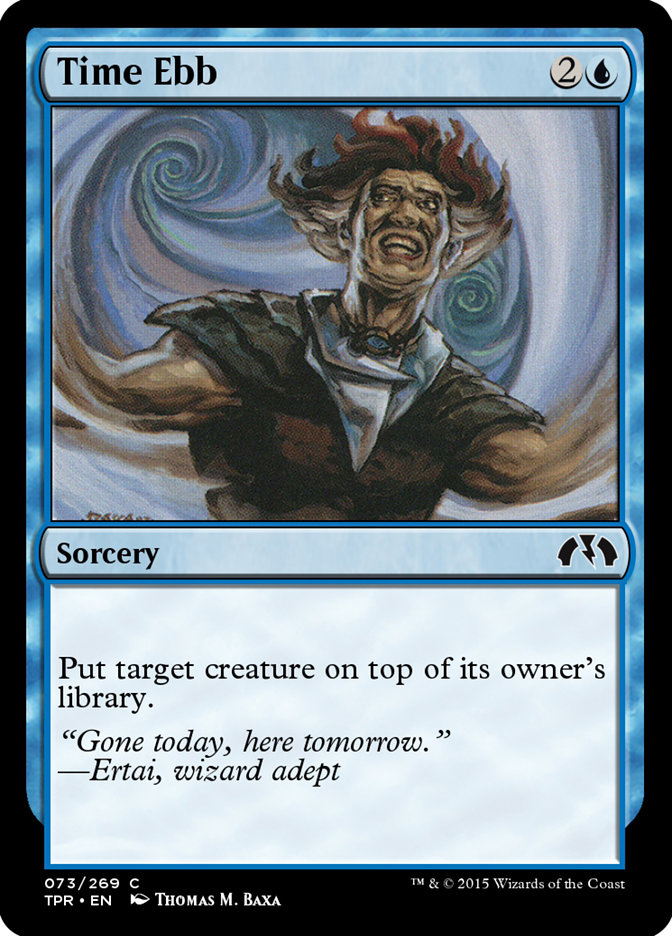 Time Ebb 2
Sorcery
Put target creature on top of its owner's
library.
“Gone today, here tomorrow.”
—Ertai, wizard adept
073/269 C
™ & © 2015 Wizards of the Coast
TPR • EN Thomas M. Baxa